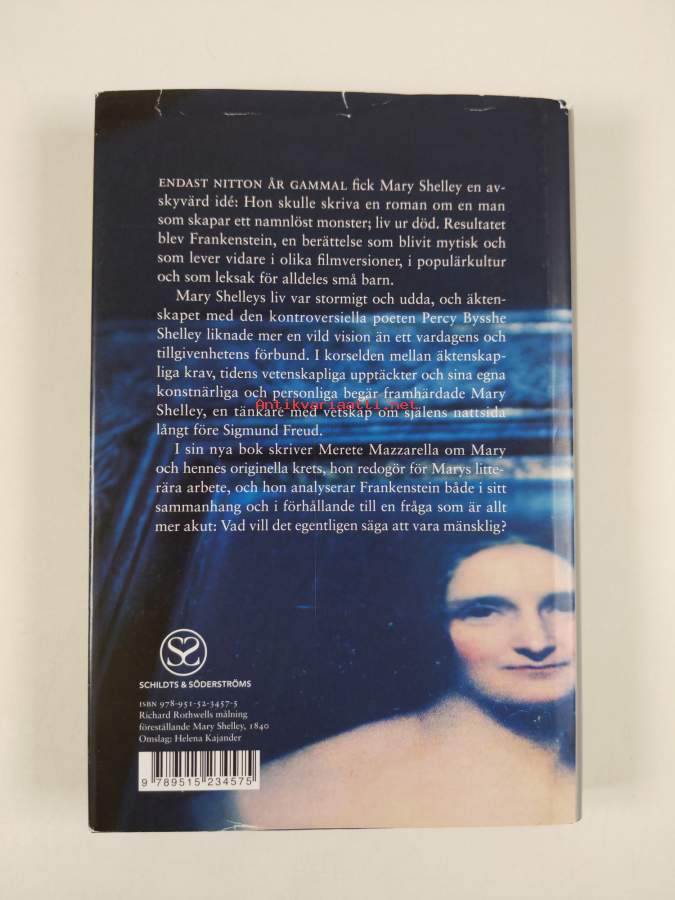 ENDAST NITTON ÅR GAMMAL fick Mary Shelley en av-
skyvärd idé: Hon skulle skriva en roman om en man
som skapar ett namnlöst monster; liv ur död. Resultatet
blev Frankenstein, en berättelse som blivit mytisk och
som lever vidare i olika filmversioner, i populärkultur
och som leksak för alldeles små barn.
Mary Shelleys liv var stormigt och udda, och äkten-
skapet med den kontroversiella poeten Percy Bysshe
Shelley liknade mer en vild vision än ett vardagens och
tillgivenhetens förbund. I korselden mellan äktenskap-
liga krav, tidens vetenskapliga upptäckter och sina egna
konstnärliga och personliga begär framhärdade Mary
Antikvariaatti.net
Shelley, en tänkare med vetskap om själens nattsida
långt före Sigmund Freud.
I sin nya bok skriver Merete Mazzarella om Mary
och hennes originella krets, hon redogör för Marys litte-
rära arbete, och hon analyserar Frankenstein både i sitt
sammanhang och i förhållande till en fråga som är allt
mer akut: Vad vill det egentligen säga att vara mänsklig?
SCHILDTS & SÖDERSTRÖMS
ISBN 978-951-52-3457-5
Richard Rothwells målning
föreställande Mary Shelley, 1840
Omslag: Helena Kajander
9 789515 234575